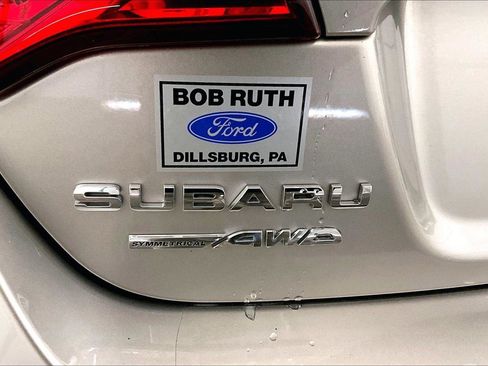 BOB RUTH
Ford
DILLSBURG, PA
SUBARU
SYMMETRICAL AWD